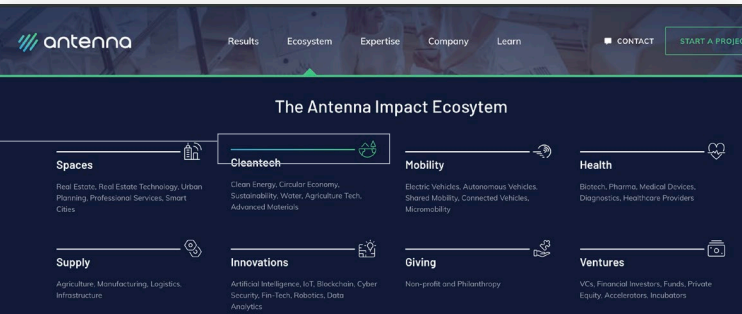 antenna
Results Ecosystem Expertise Company Learn CONTACT START A PROJEC
The Antenna Impact Ecosytem
Spaces
Real Estate, Real Estate Technology, Urban
Planning, Professional Services, Smart
Cities
Cleantech
Clean Energy, Circular Economy,
Sustainability, Water, Agriculture Tech,
Advanced Materials
Mobility
Electric Vehicles, Autonomous Vehicles,
Shared Mobility, Connected Vehicles,
Micromobility
Health
Biotech, Pharma, Medical Devices,
Diagnostics, Healthcare Providers
Supply
Agriculture, Manufacturing, Logistics,
Infrastructure
Innovations
Artificial Intelligence, IoT, Blockchain, Cyber
Security, Fin-Tech, Robotics, Data
Analytics
Giving
Non-profit and Philanthropy
Ventures
VCs, Financial Investors, Funds, Private
Equity, Accelerators, Incubators